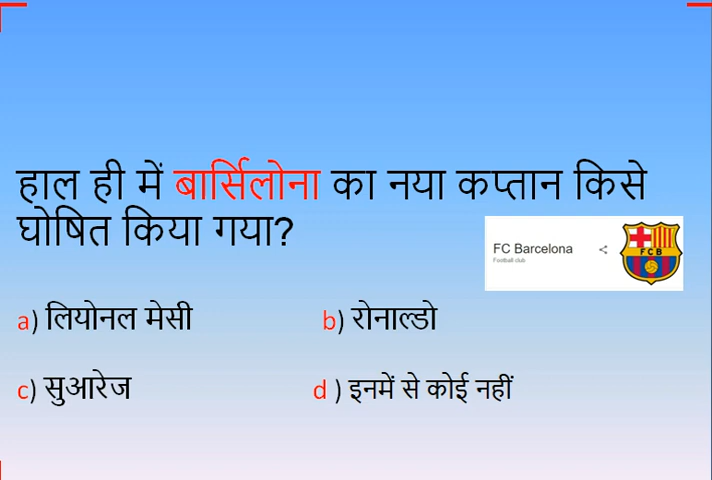 हाल ही में बार्सिलोना का नया कप्तान किसे
घोषित किया गया?
FC Barcelona
Football club
FCB
a) लियोनल मेसी
b) रोनाल्डो
c) सुआरेज
d ) इनमें से कोई नहीं